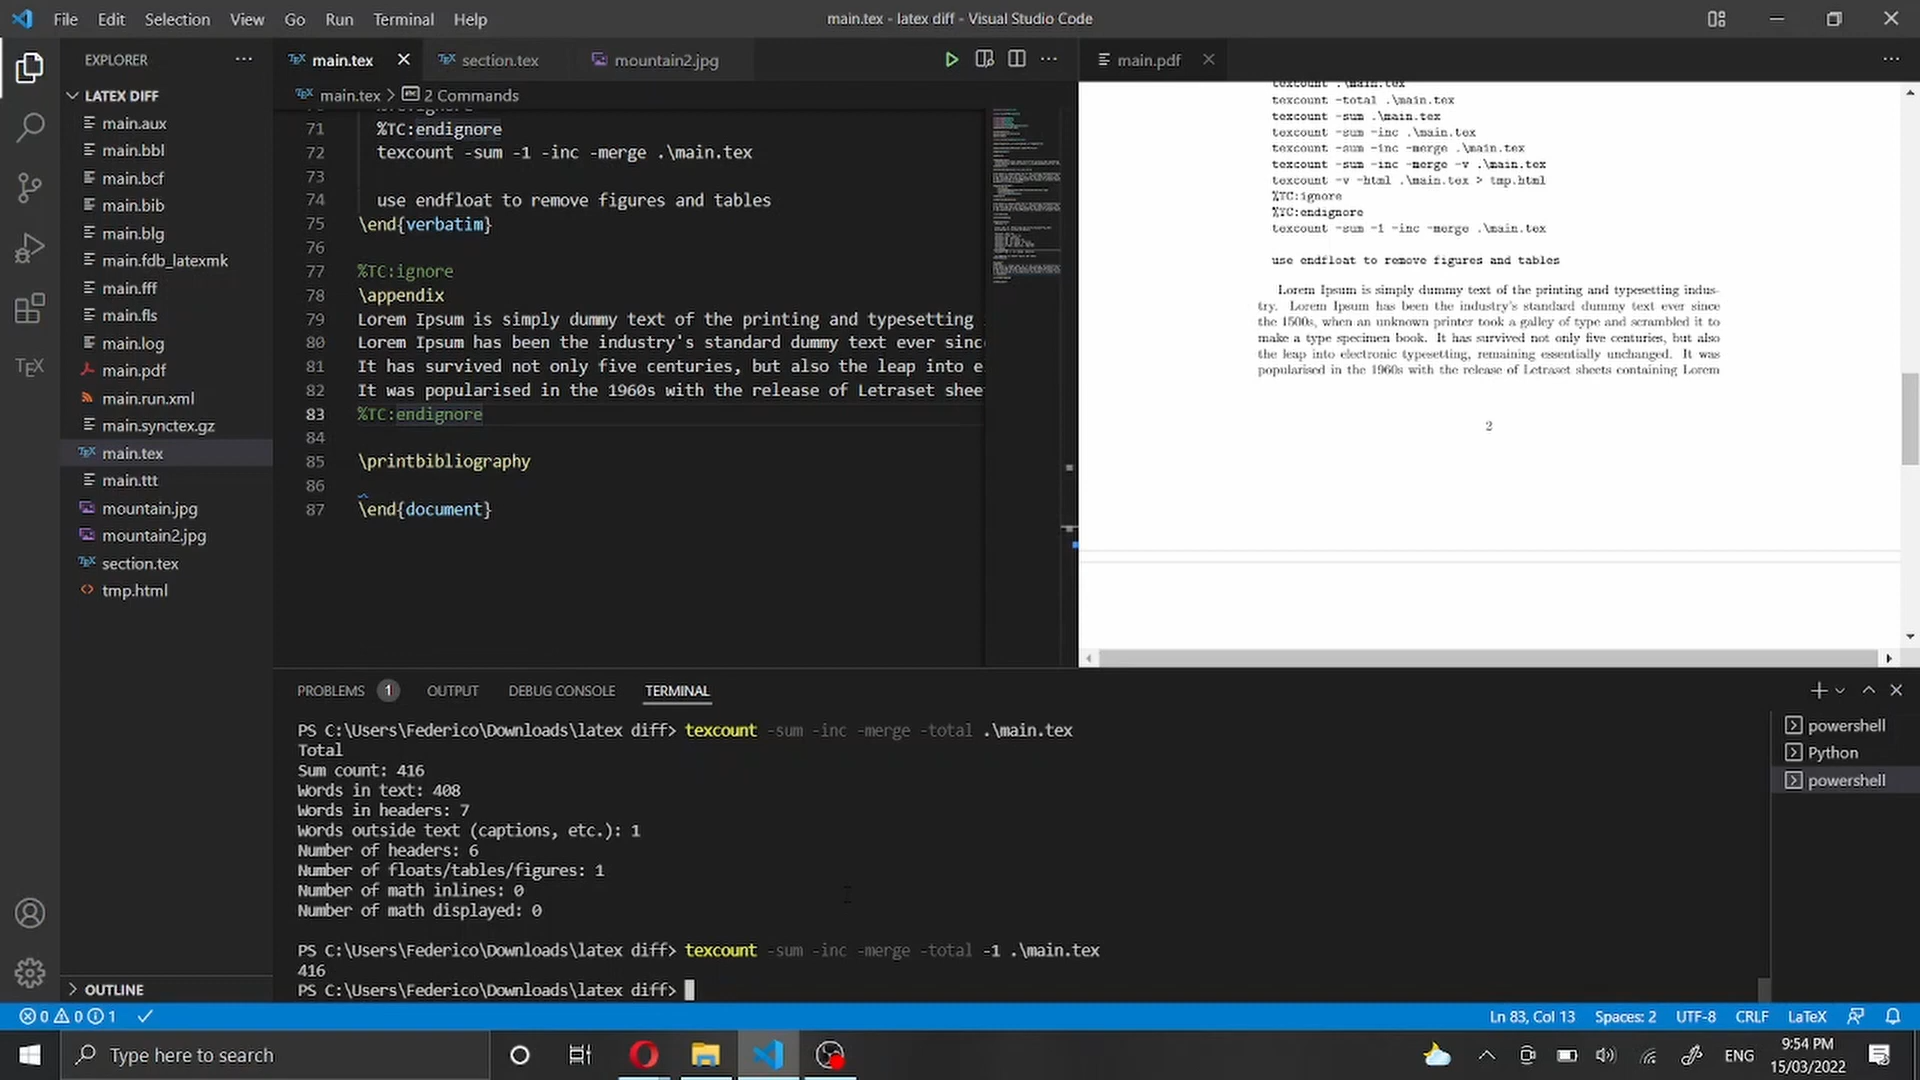 File Edit Selection View Go Run Terminal Help
main.tex - latex diff - Visual Studio Code
EXPLORER
LATEX DIFF
main.aux
main.bbl
main.bcf
main.bib
main.blg
main.fdb_latexmk
main.fff
main.fls
main.log
main.pdf
main.run.xml
main.synctex.gz
main.tex
main.ttt
mountain.jpg
mountain2.jpg
section.tex
tmp.html
OUTLINE
main.tex
section.tex
mountain2.jpg
main.tex > 2 Commands
71 %TC:endignore
72 texcount -sum -1 -inc -merge .\main.tex
73
74 use endfloat to remove figures and tables
75 \end{verbatim}
76
77 %TC:ignore
78 \appendix
79 Lorem Ipsum is simply dummy text of the printing and typesetting
80 Lorem Ipsum has been the industry's standard dummy text ever sinc
81 It has survived not only five centuries, but also the leap into e
82 It was popularised in the 1960s with the release of Letraset shee
83 %TC:endignore
84
85 \printbibliography
86
87 \end{document}
main.pdf
texcount .\main.tex
texcount -total .\main.tex
texcount -sum .\main.tex
texcount -sum -inc .\main.tex
texcount -sum -inc -merge .\main.tex
texcount -sum -inc -merge -v .\main.tex
texcount -v -html .\main.tex > tmp.html
%TC:ignore
%TC:endignore
texcount -sum -1 -inc -merge .\main.tex
use endfloat to remove figures and tables
Lorem Ipsum is simply dummy text of the printing and typesetting indus-
try. Lorem Ipsum has been the industry's standard dummy text ever since
the 1500s, when an unknown printer took a galley of type and scrambled it to
make a type specimen book. It has survived not only five centuries, but also
the leap into electronic typesetting, remaining essentially unchanged. It was
popularised in the 1960s with the release of Letraset sheets containing Lorem
2
PROBLEMS 1 OUTPUT DEBUG CONSOLE TERMINAL
PS C:\Users\Federico\Downloads\latex diff> texcount -sum -inc -merge -total .\main.tex
Total
Sum count: 416
Words in text: 408
Words in headers: 7
Words outside text (captions, etc.): 1
Number of headers: 6
Number of floats/tables/figures: 1
Number of math inlines: 0
Number of math displayed: 0
PS C:\Users\Federico\Downloads\latex diff> texcount -sum -inc -merge -total -1 .\main.tex
416
PS C:\Users\Federico\Downloads\latex diff>
powershell
Python
powershell
0 0 1
Ln 83, Col 13 Spaces: 2 UTF-8 CRLF LaTeX
Type here to search
ENG
9:54 PM
15/03/2022